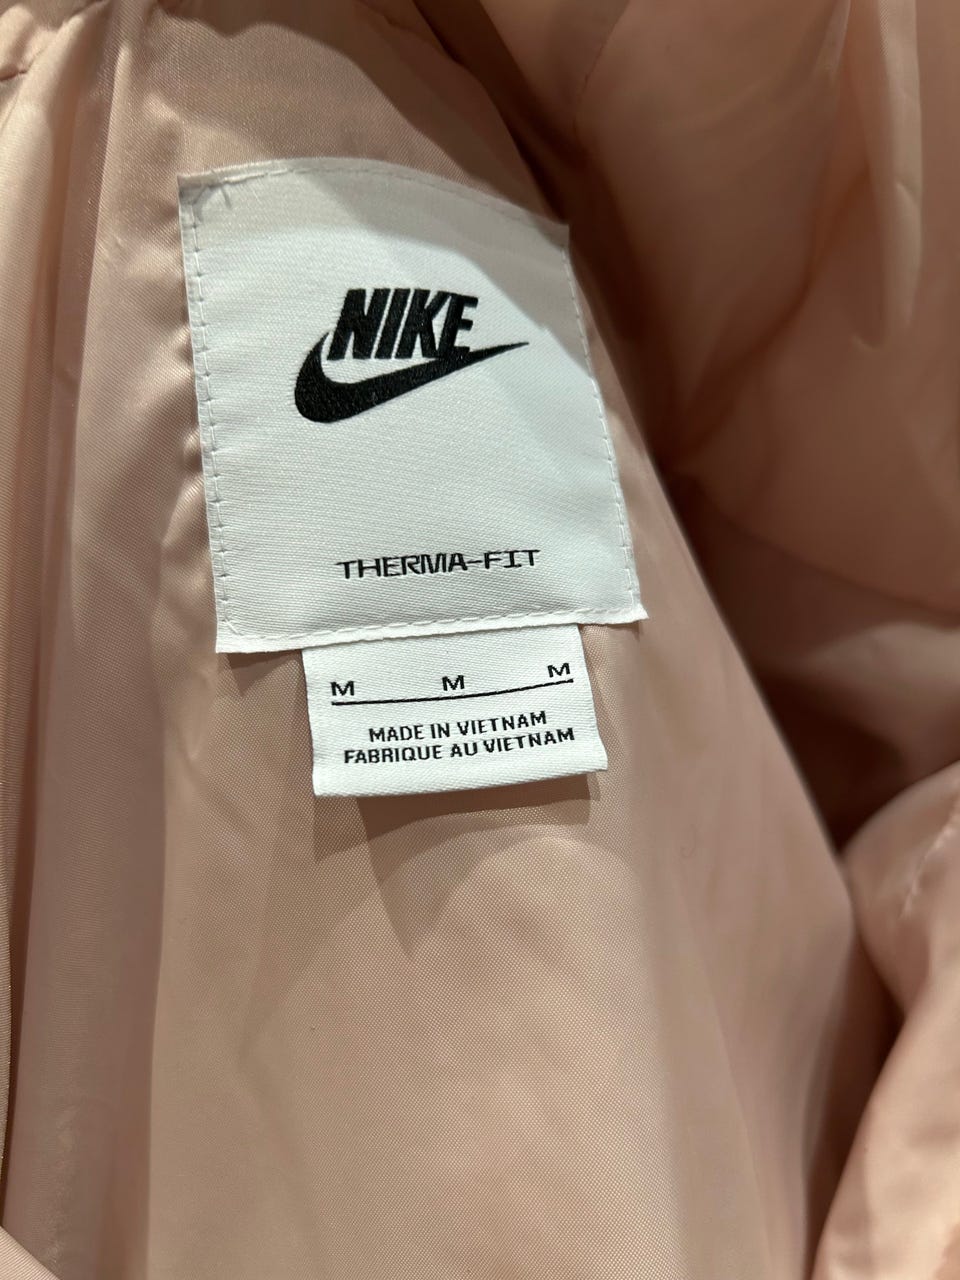 NIKE
THERMA-FIT
M M M
MADE IN VIETNAM
FABRIQUE AU VIETNAM